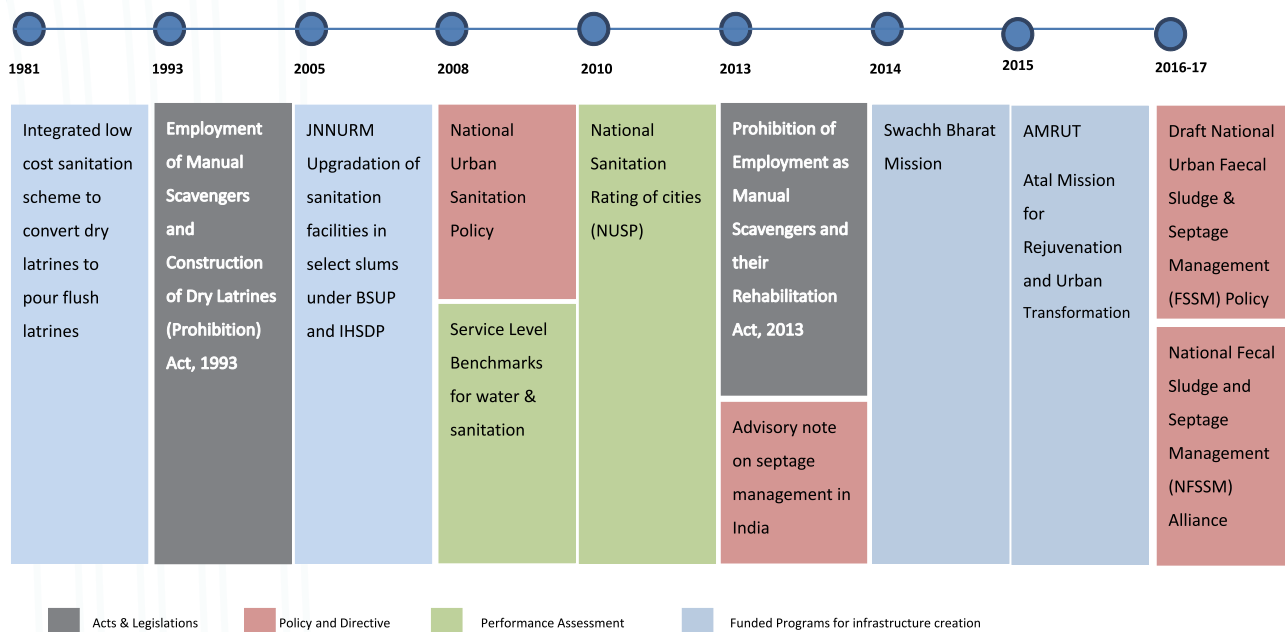 1981
1993
2005
2008
2010
2013
2014
2015
2016-17
Integrated low
cost sanitation
scheme to
convert dry
latrines to
pour flush
latrines
Employment
of Manual
Scavengers
and
Construction
of Dry Latrines
(Prohibition)
Act, 1993
JNNURM
Upgradation of
sanitation
facilities in
select slums
under BSUP
and IHSDP
National
Urban
Sanitation
Policy
Service Level
Benchmarks
for water &
sanitation
National
Sanitation
Rating of cities
(NUSP)
Prohibition of
Employment as
Manual
Scavengers and
their
Rehabilitation
Act, 2013
Advisory note
on septage
management in
India
Swachh Bharat
Mission
AMRUT
Atal Mission
for
Rejuvenation
and Urban
Transformation
Draft National
Urban Faecal
Sludge &
Septage
Management
(FSSM) Policy
National Fecal
Sludge and
Septage
Management
(NFSSM)
Alliance
Acts & Legislations
Policy and Directive
Performance Assessment
Funded Programs for infrastructure creation